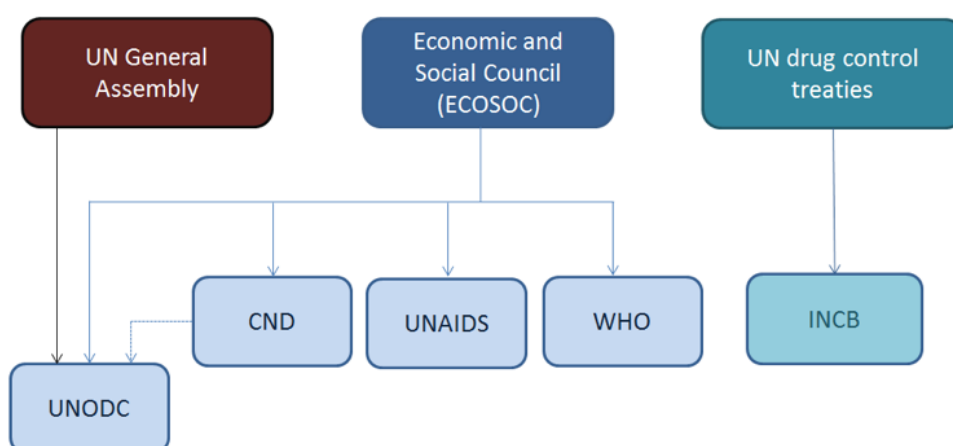 UN General
Assembly
Economic and
Social Council
(ECOSOC)
UN drug control
treaties
CND
UNAIDS
WHO
INCB
UNODC